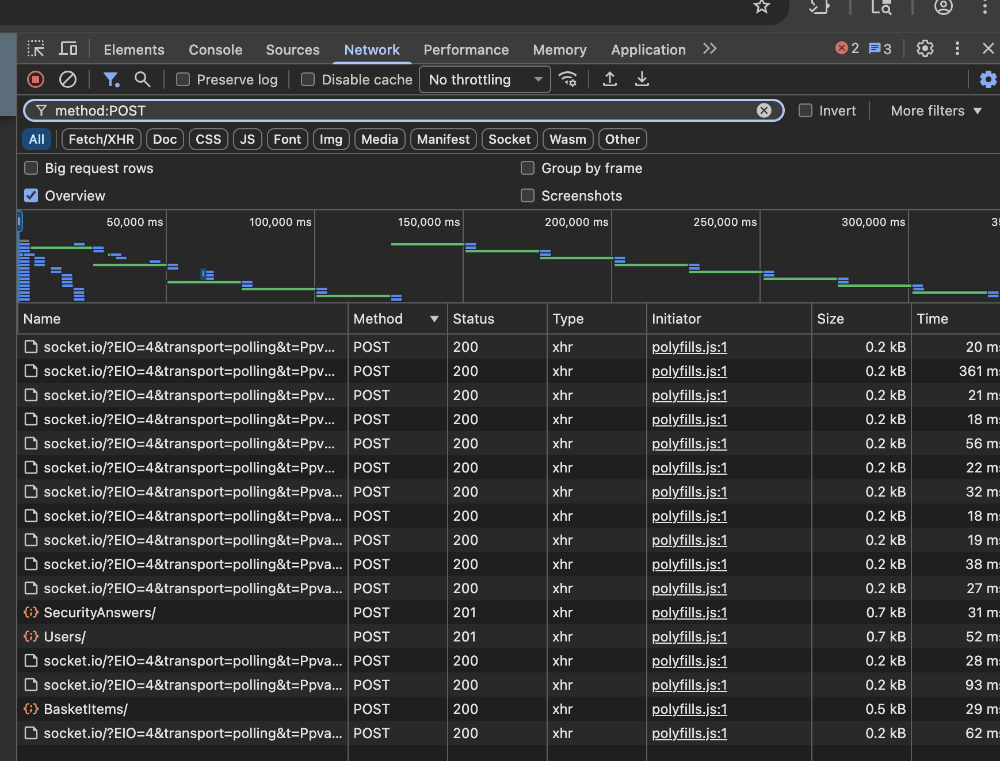 Elements Console Sources Network Performance Memory Application 2 3
Preserve log Disable cache No throttling
method:POST Invert More filters
All Fetch/XHR Doc CSS JS Font Img Media Manifest Socket Wasm Other
Big request rows Group by frame
Overview Screenshots
50,000 ms 100,000 ms 150,000 ms 200,000 ms 250,000 ms 300,000 ms
Name Method Status Type Initiator Size Time
socket.io/?EIO=4&transport=polling&t=Ppv... POST 200 xhr polyfills.js:1 0.2 kB 20 ms
socket.io/?EIO=4&transport=polling&t=Ppv... POST 200 xhr polyfills.js:1 0.2 kB 361 ms
socket.io/?EIO=4&transport=polling&t=Ppv... POST 200 xhr polyfills.js:1 0.2 kB 21 ms
socket.io/?EIO=4&transport=polling&t=Ppv... POST 200 xhr polyfills.js:1 0.2 kB 18 ms
socket.io/?EIO=4&transport=polling&t=Ppv... POST 200 xhr polyfills.js:1 0.2 kB 56 ms
socket.io/?EIO=4&transport=polling&t=Ppv... POST 200 xhr polyfills.js:1 0.2 kB 22 ms
socket.io/?EIO=4&transport=polling&t=Ppva... POST 200 xhr polyfills.js:1 0.2 kB 32 ms
socket.io/?EIO=4&transport=polling&t=Ppva... POST 200 xhr polyfills.js:1 0.2 kB 18 ms
socket.io/?EIO=4&transport=polling&t=Ppva... POST 200 xhr polyfills.js:1 0.2 kB 19 ms
socket.io/?EIO=4&transport=polling&t=Ppva... POST 200 xhr polyfills.js:1 0.2 kB 38 ms
socket.io/?EIO=4&transport=polling&t=Ppva... POST 200 xhr polyfills.js:1 0.2 kB 27 ms
SecurityAnswers/ POST 201 xhr polyfills.js:1 0.7 kB 31 ms
Users/ POST 201 xhr polyfills.js:1 0.7 kB 52 ms
socket.io/?EIO=4&transport=polling&t=Ppva... POST 200 xhr polyfills.js:1 0.2 kB 28 ms
socket.io/?EIO=4&transport=polling&t=Ppva... POST 200 xhr polyfills.js:1 0.2 kB 93 ms
BasketItems/ POST 200 xhr polyfills.js:1 0.5 kB 29 ms
socket.io/?EIO=4&transport=polling&t=Ppva... POST 200 xhr polyfills.js:1 0.2 kB 62 ms